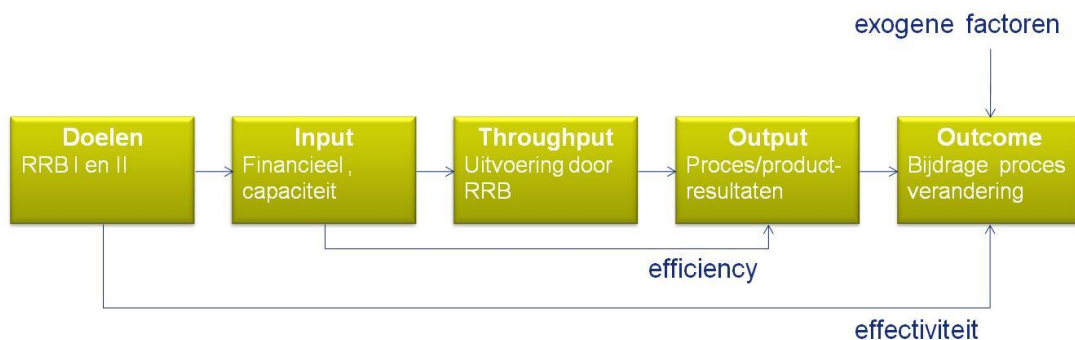 exogene factoren
Doelen
RRB I en II
Input
Financieel,
capaciteit
Throughput
Uitvoering door
RRB
Output
Proces/product-
resultaten
Outcome
Bijdrage proces
verandering
efficiency
effectiviteit